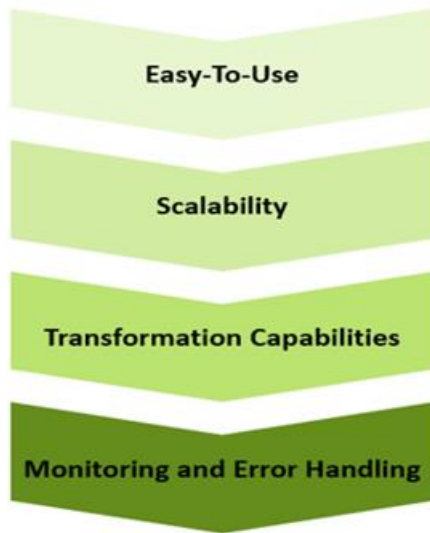 Easy-To-Use
Scalability
Transformation Capabilities
Monitoring and Error Handling